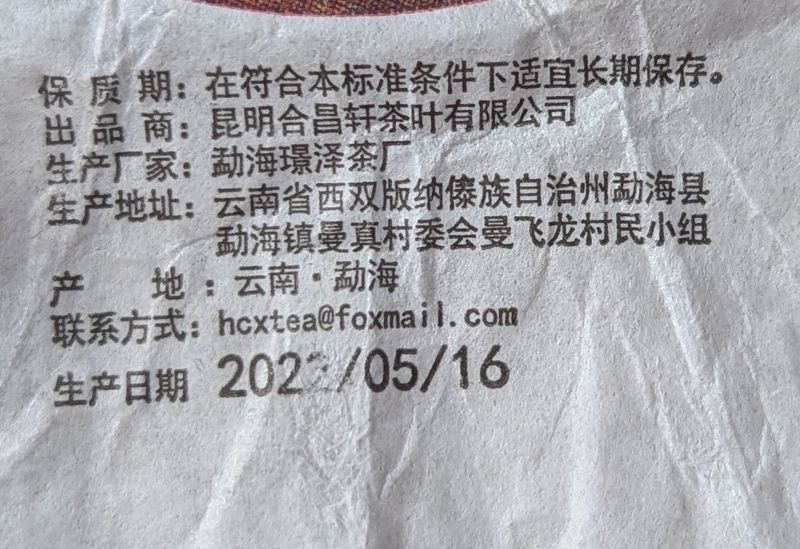 保 质 期：在符合本标准条件下适宜长期保存。
出 品 商：昆明合昌轩茶叶有限公司
生产厂家：勐海璟泽茶厂
生产地址：云南省西双版纳傣族自治州勐海县
勐海镇曼真村委会曼飞龙村民小组
产 地：云南·勐海
联系方式：hcxtea@foxmail.com
生产日期